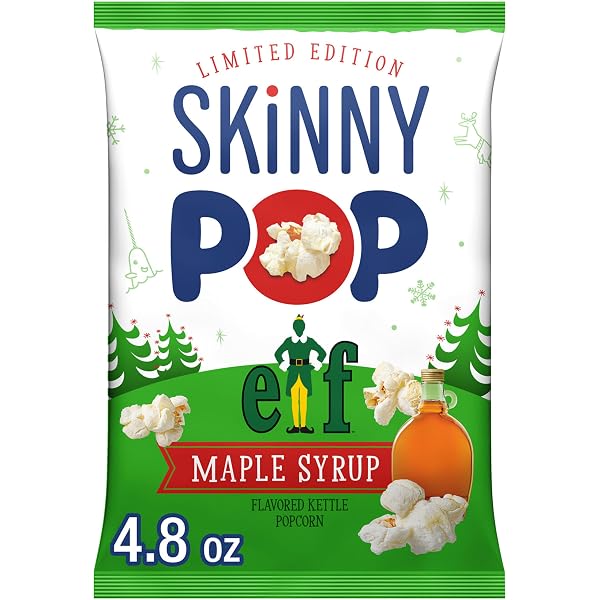 LIMITED EDITION
SKiNNY
POP
elf
MAPLE SYRUP
FLAVORED KETTLE
POPCORN
4.8 oz